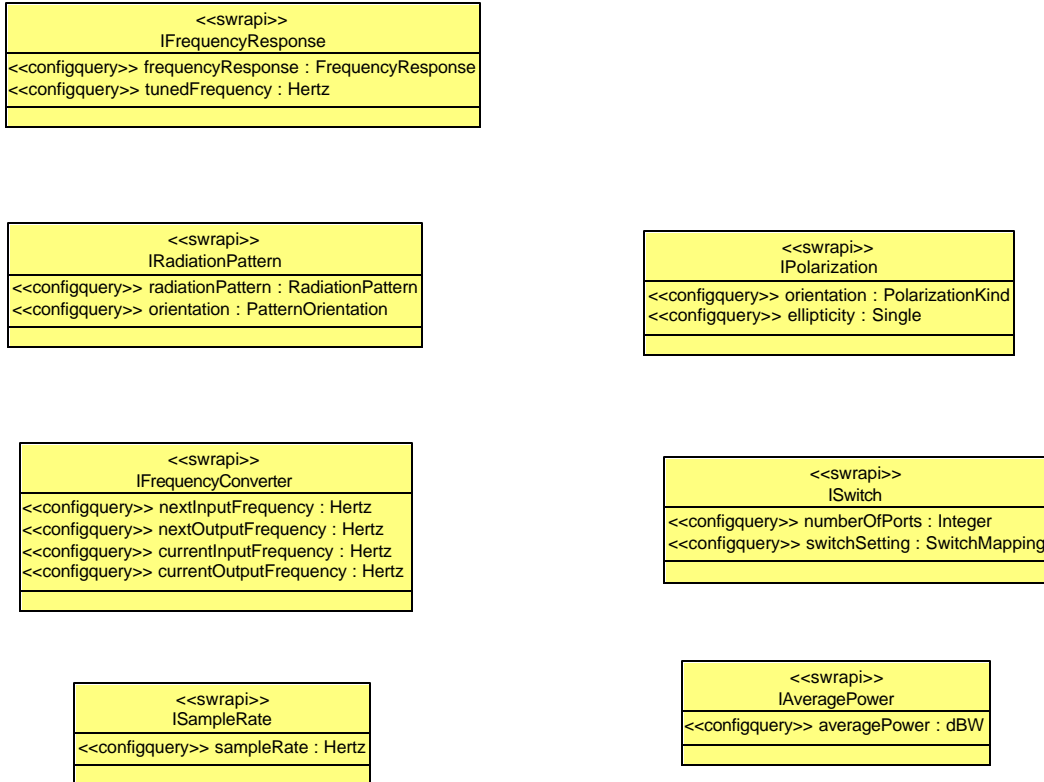 <<swrapi>>
IFrequencyResponse
<<configquery>> frequencyResponse : FrequencyResponse
<<configquery>> tunedFrequency : Hertz
<<swrapi>>
IRadiationPattern
<<configquery>> radiationPattern : RadiationPattern
<<configquery>> orientation : PatternOrientation
<<swrapi>>
IPolarization
<<configquery>> orientation : PolarizationKind
<<configquery>> ellipticity : Single
<<swrapi>>
IFrequencyConverter
<<configquery>> nextInputFrequency : Hertz
<<configquery>> nextOutputFrequency : Hertz
<<configquery>> currentInputFrequency : Hertz
<<configquery>> currentOutputFrequency : Hertz
<<swrapi>>
ISwitch
<<configquery>> numberOfPorts : Integer
<<configquery>> switchSetting : SwitchMapping
<<swrapi>>
ISampleRate
<<configquery>> sampleRate : Hertz
<<swrapi>>
IAveragePower
<<configquery>> averagePower : dBW